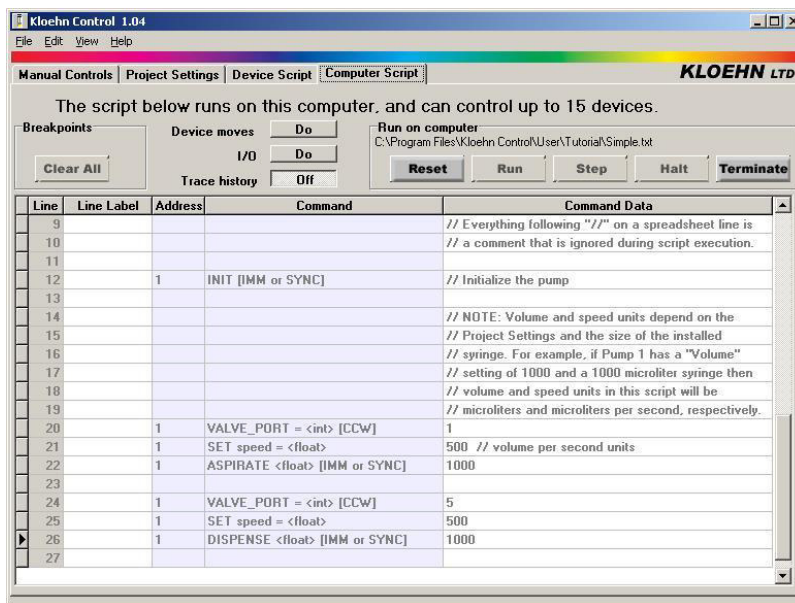 Kloehn Control 1.04
File Edit View Help
Manual Controls Project Settings Device Script Computer Script KLOEHN LTD
The script below runs on this computer, and can control up to 15 devices.
Breakpoints
Clear All
Device moves Do
I/O Do
Trace history Off
Run on computer
C:\Program Files\Kloehn Control\User\Tutorial\Simple.txt
Reset Run Step Halt Terminate
Line Line Label Address Command Command Data
9 // Everything following "//" on a spreadsheet line is
10 // a comment that is ignored during script execution.
11
12 1 INIT [IMM or SYNC] // Initialize the pump
13
14 // NOTE: Volume and speed units depend on the
15 // Project Settings and the size of the installed
16 // syringe. For example, if Pump 1 has a "Volume"
17 // setting of 1000 and a 1000 microliter syringe then
18 // volume and speed units in this script will be
19 // microliters and microliters per second, respectively.
20 1 VALVE_PORT = <int> [CCW] 1
21 1 SET speed = <float> 500 // volume per second units
22 1 ASPIRATE <float> [IMM or SYNC] 1000
23
24 1 VALVE_PORT = <int> [CCW] 5
25 1 SET speed = <float> 500
26 1 DISPENSE <float> [IMM or SYNC] 1000
27